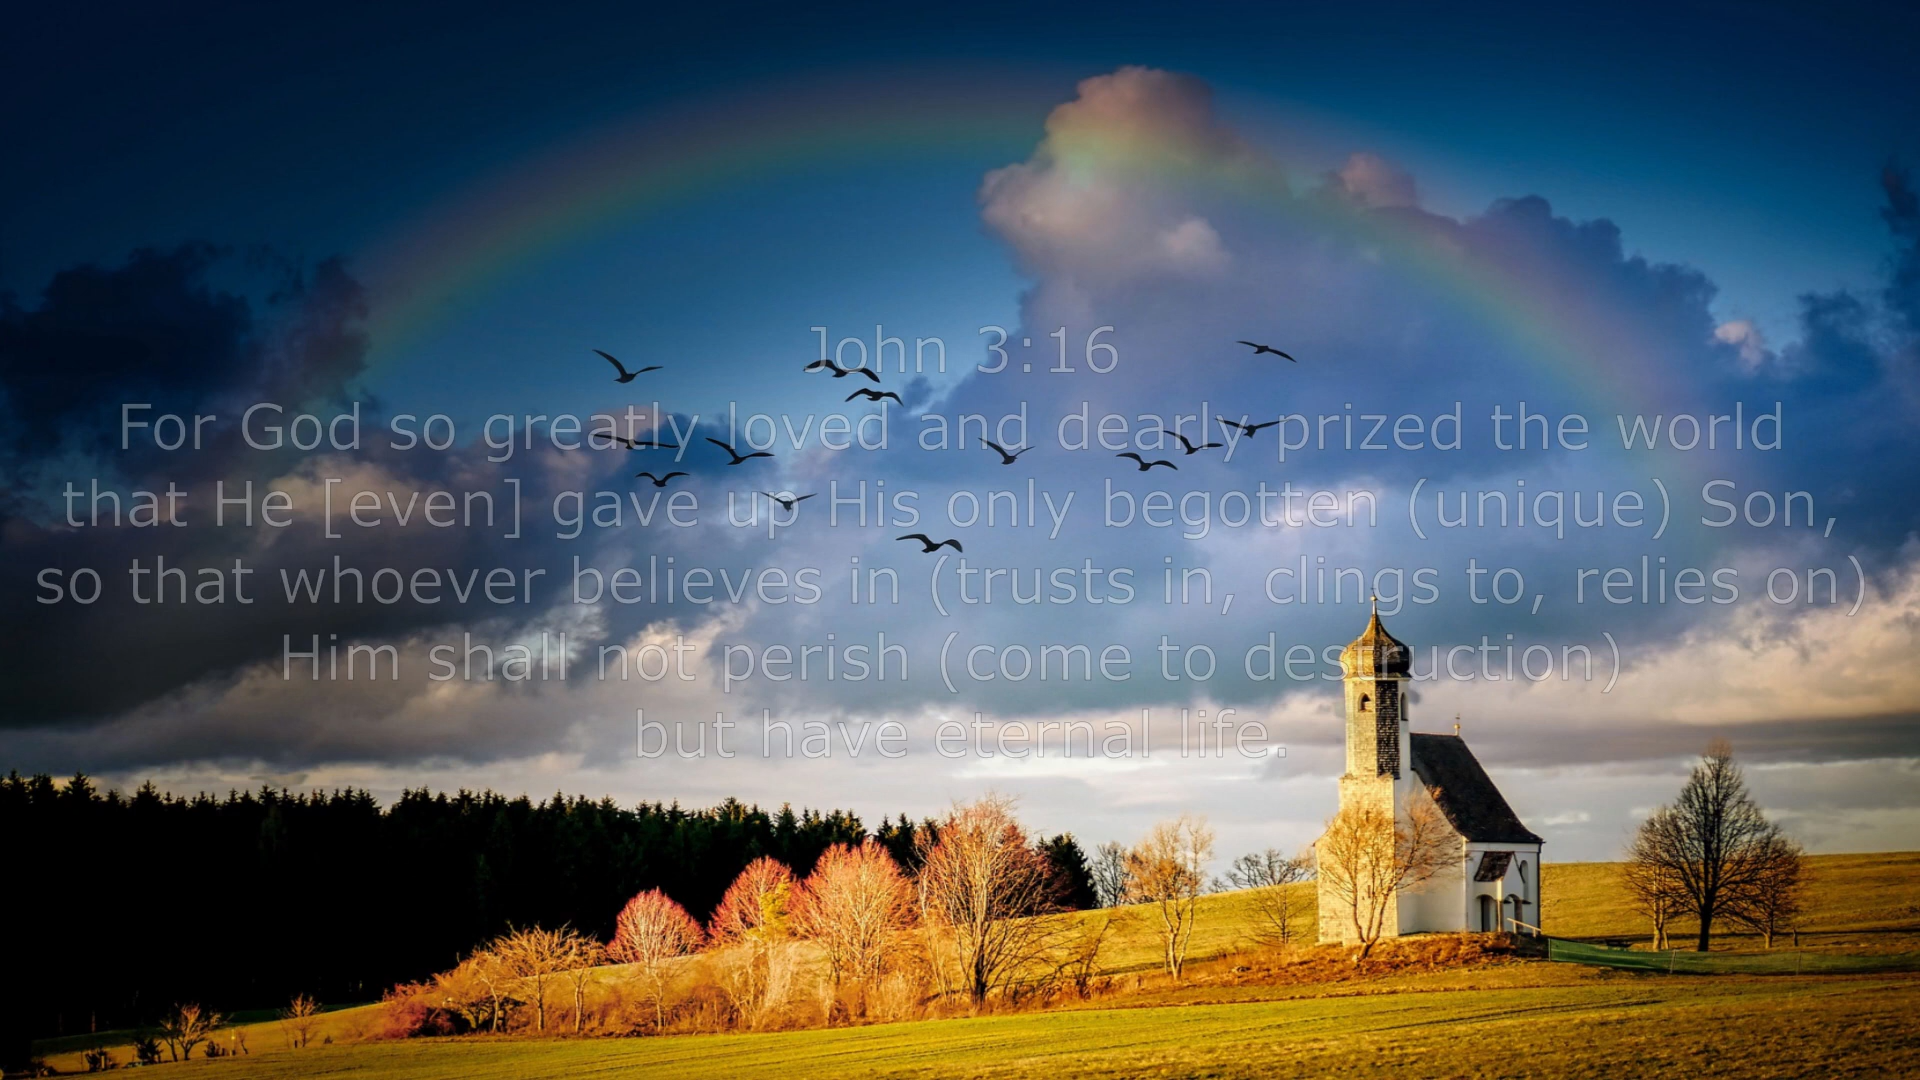 John 3:16
For God so greatly loved and dearly prized the world
that He [even] gave up His only begotten (unique) Son,
so that whoever believes in (trusts in, clings to, relies on)
Him shall not perish (come to destruction)
but have eternal life.